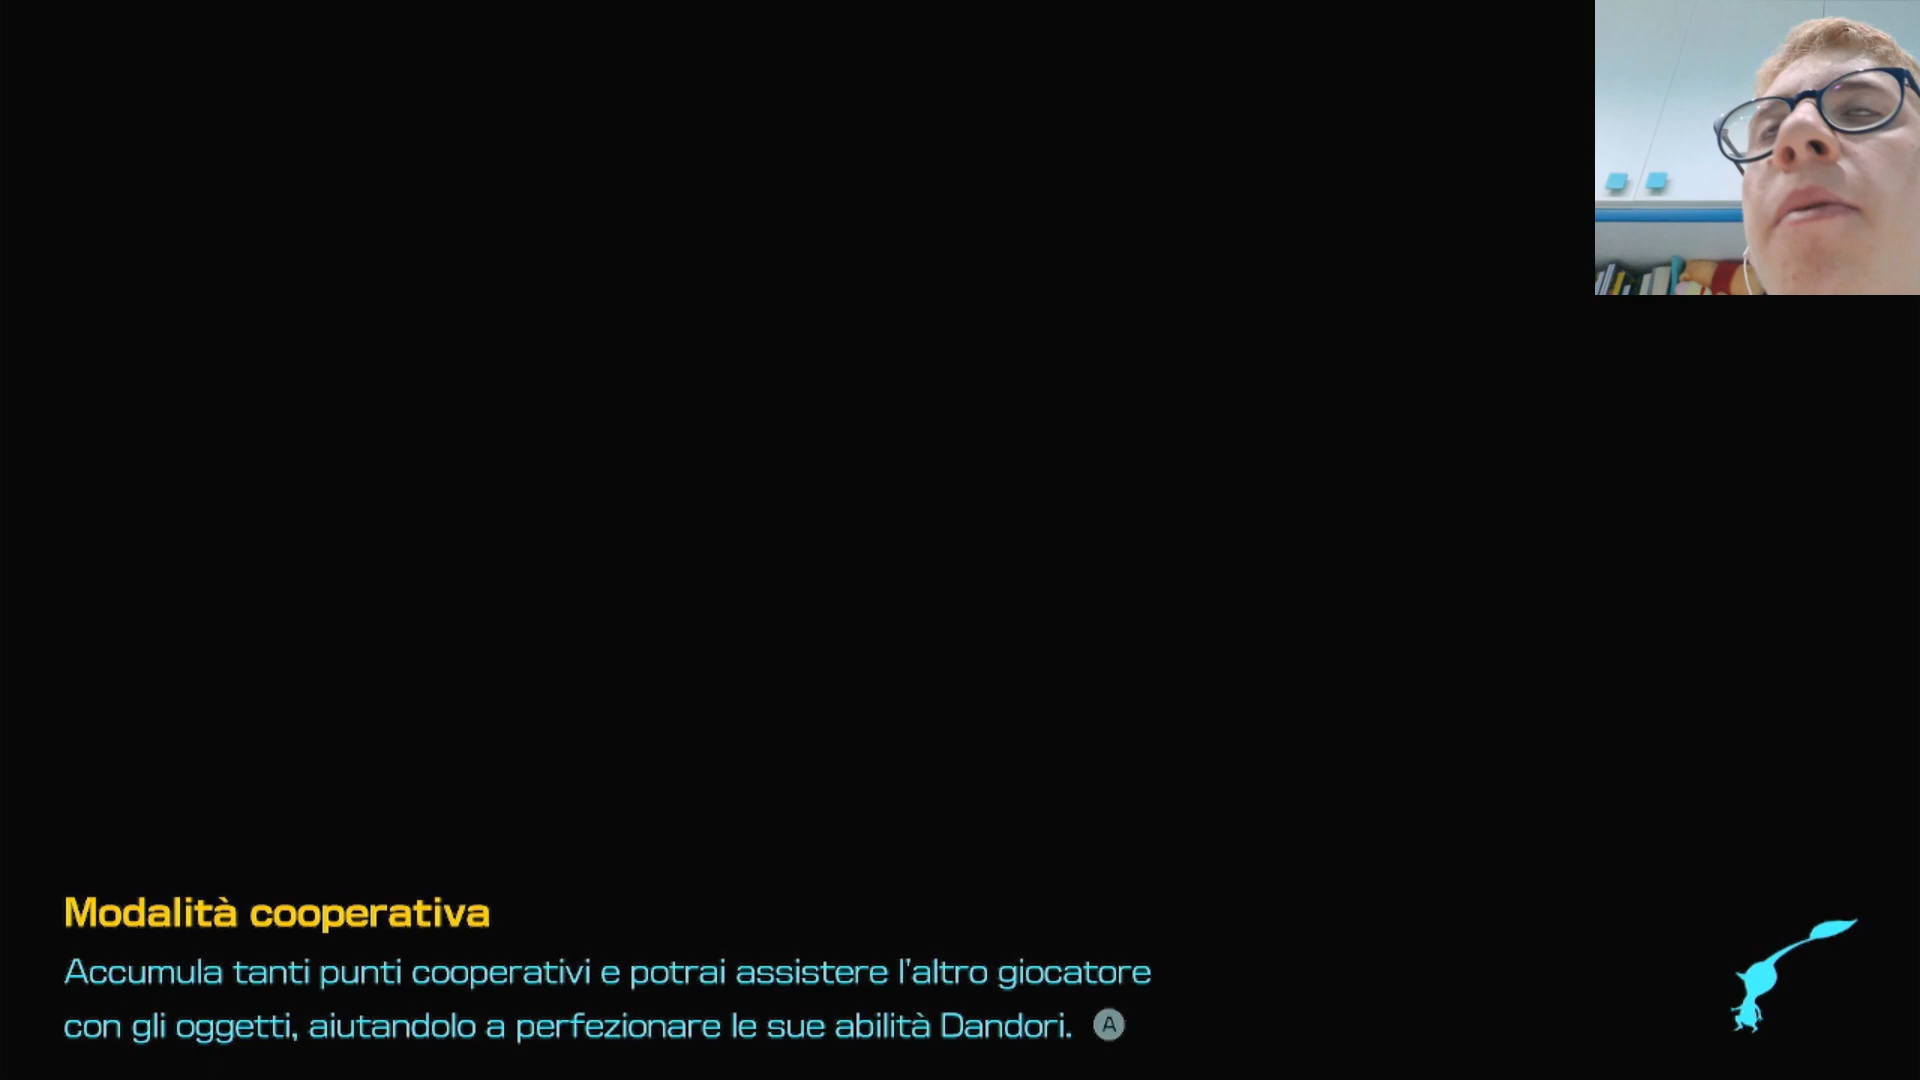 Modalità cooperativa
Accumula tanti punti cooperativi e potrai assistere l'altro giocatore
con gli oggetti, aiutandolo a perfezionare le sue abilità Dandori. A